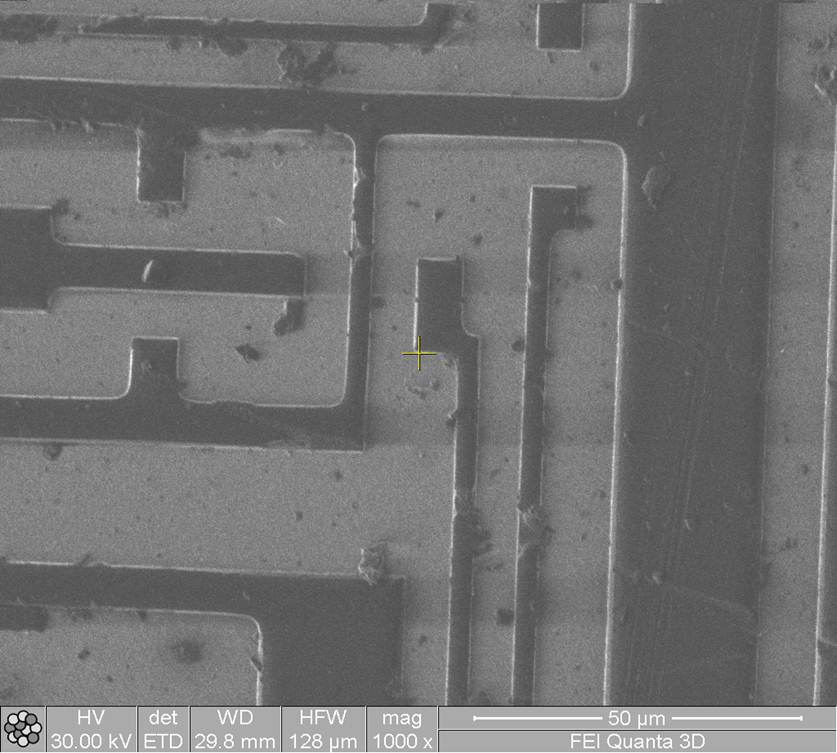 HV det WD HFW mag 50 µm
30.00 kV ETD 29.8 mm 128 µm 1000 x FEI Quanta 3D